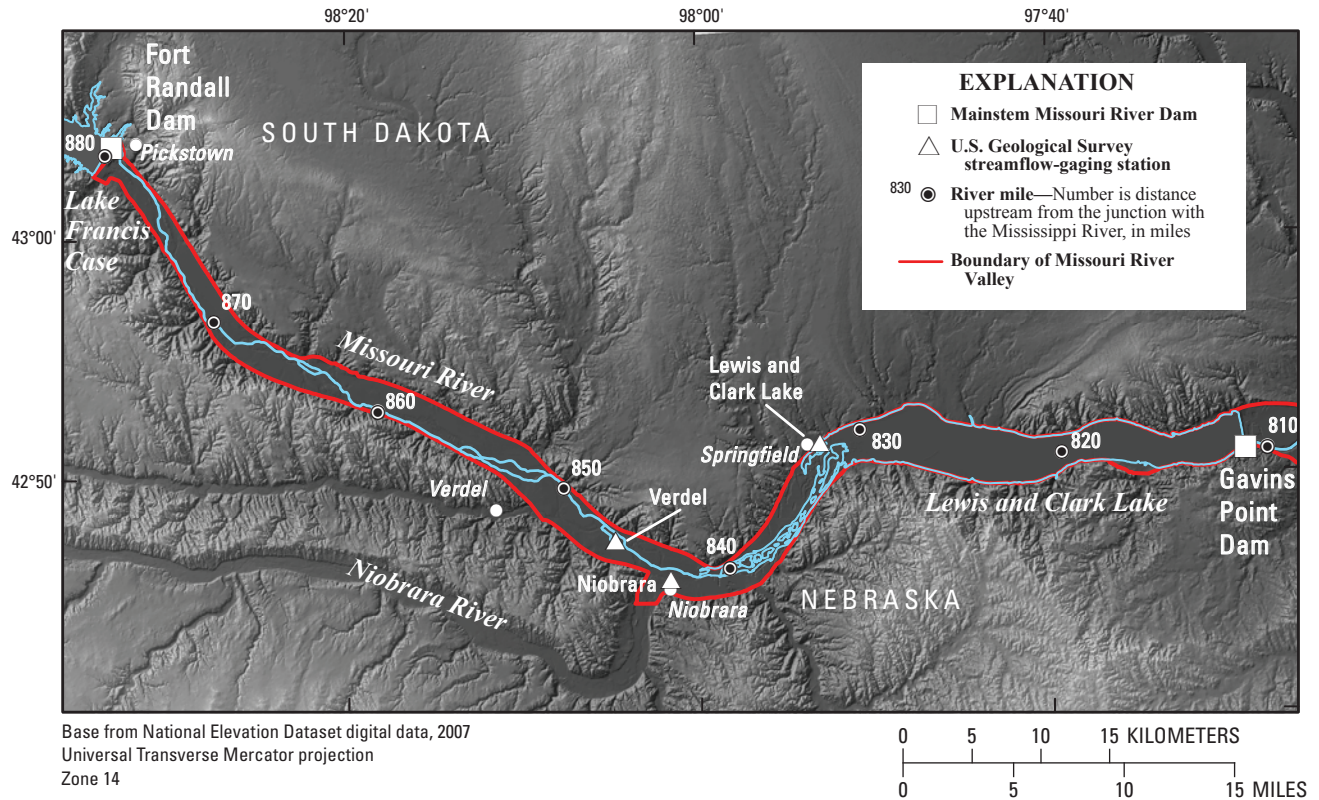 98°20'
98°00'
97°40'
Fort
Randall
Dam
SOUTH DAKOTA
880
Pickstown
Lake
Francis
Case
43°00'
870
Missouri River
860
850
Verdel
Verdel
42°50'
Niobrara River
Niobrara
Niobrara
840
NEBRASKA
Lewis and
Clark Lake
Springfield
830
820
810
Lewis and Clark Lake
Gavins
Point
Dam
EXPLANATION
Mainstem Missouri River Dam
U.S. Geological Survey
streamflow-gaging station
830
River mile—Number is distance
upstream from the junction with
the Mississippi River, in miles
Boundary of Missouri River
Valley
Base from National Elevation Dataset digital data, 2007
Universal Transverse Mercator projection
Zone 14
0 5 10 15 KILOMETERS
0 5 10 15 MILES